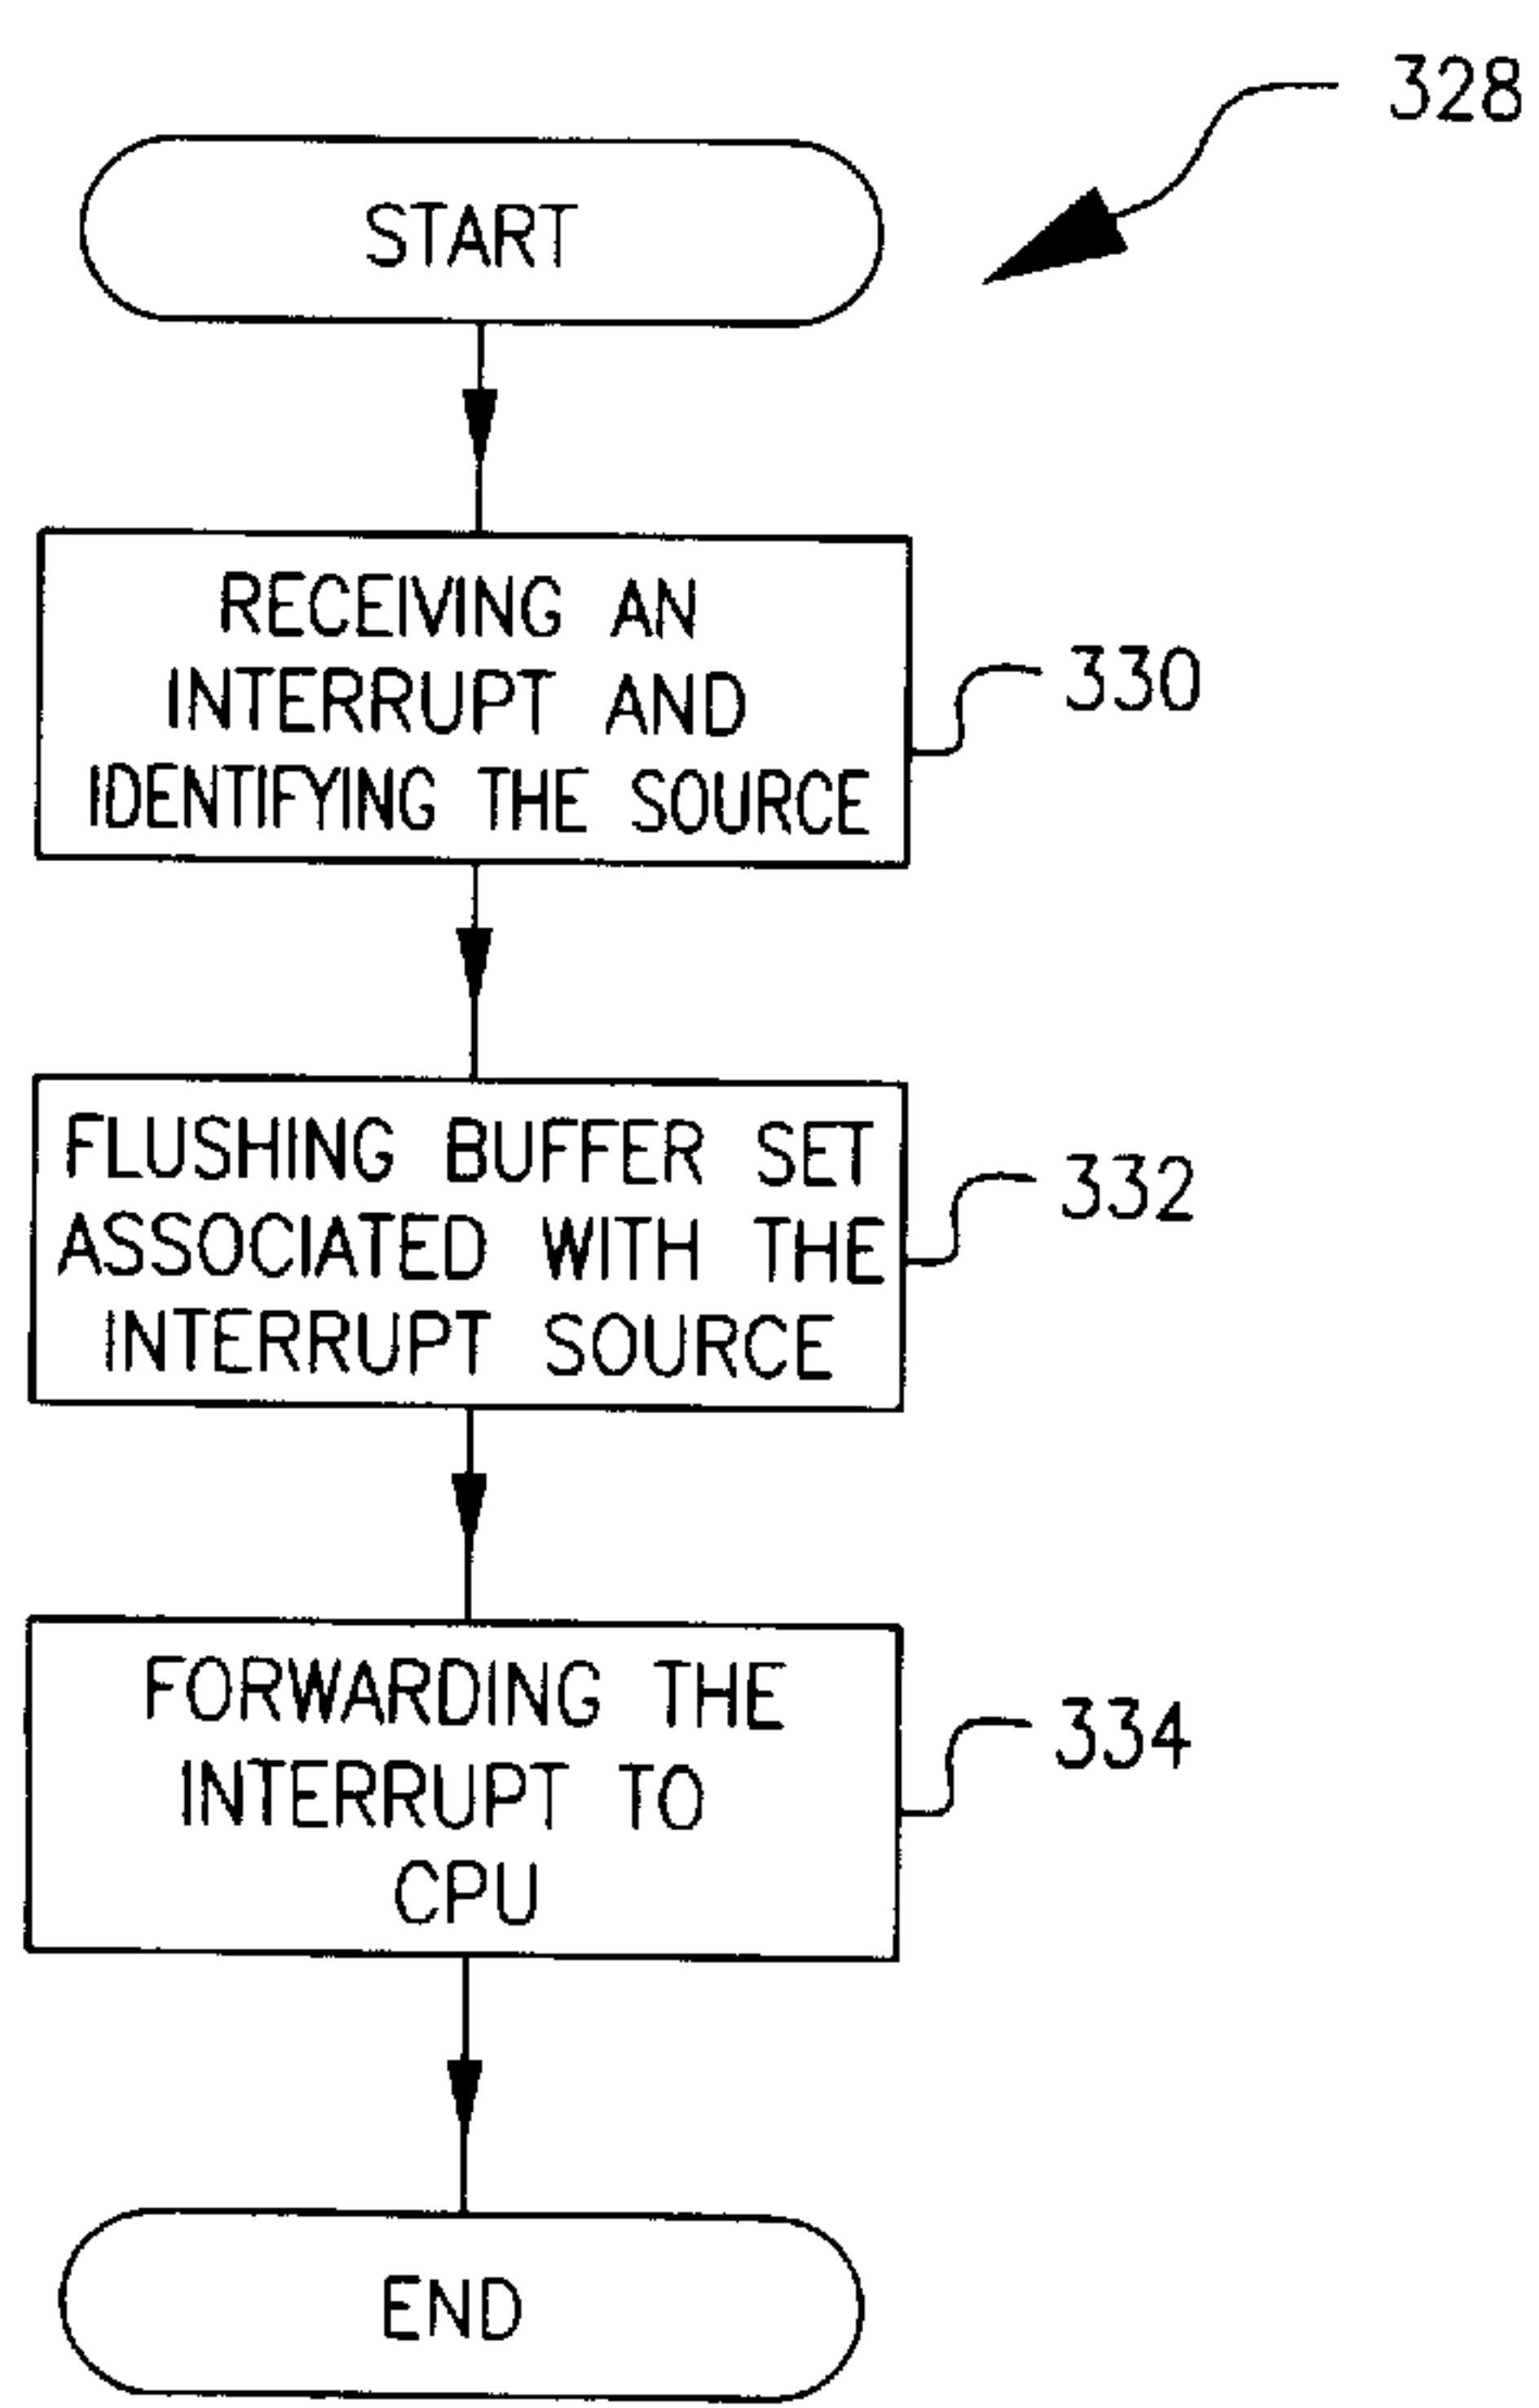 328
START
RECEIVING AN
INTERRUPT AND
IDENTIFYING THE SOURCE
330
FLUSHING BUFFER SET
ASSOCIATED WITH THE
INTERRUPT SOURCE
332
FORWARDING THE
INTERRUPT TO
CPU
334
END